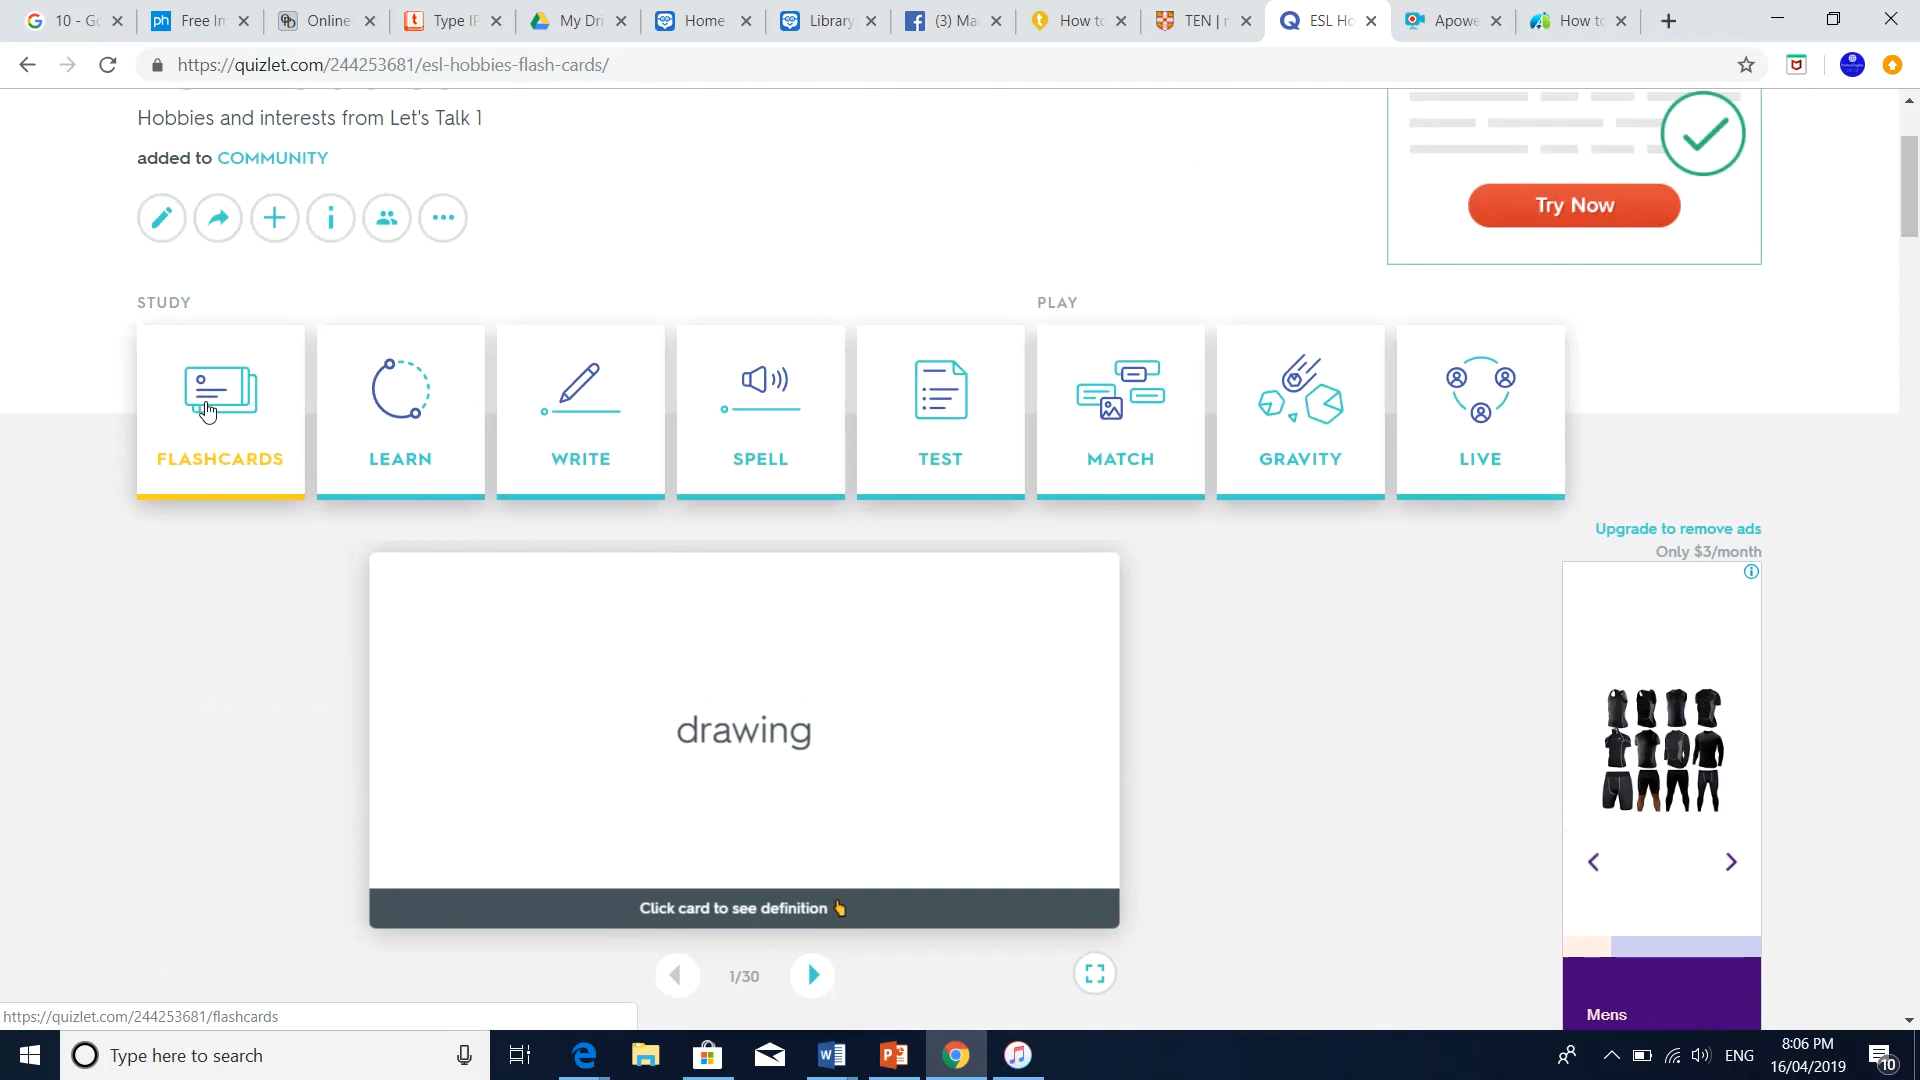 10 - Go
Free Im
Online
Type IP
My Dri
Home
Library
(3) Ma
How to
TEN | m
ESL Ho
Apowe
How to
https://quizlet.com/244253681/esl-hobbies-flash-cards/
Hobbies and interests from Let's Talk 1
added to COMMUNITY
Try Now
STUDY
PLAY
FLASHCARDS
LEARN
WRITE
SPELL
TEST
MATCH
GRAVITY
LIVE
Upgrade to remove ads
Only $3/month
drawing
Click card to see definition 👆
1/30
Mens
https://quizlet.com/244253681/flashcards
Type here to search
ENG
8:06 PM
16/04/2019
10